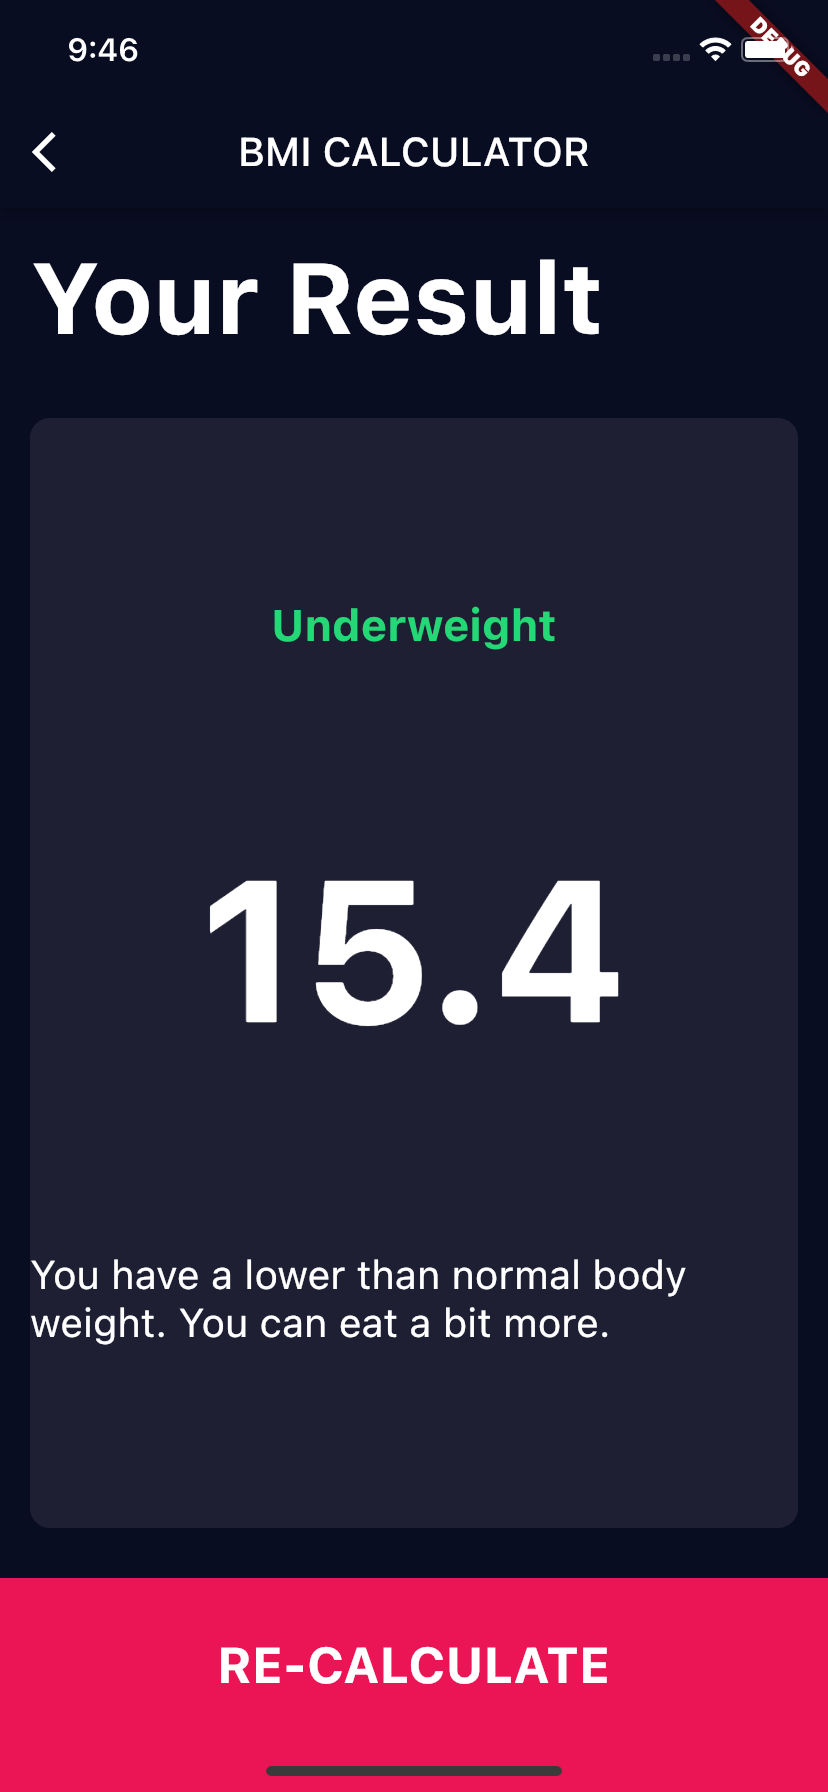 9:46
DEBUG
BMI CALCULATOR
Your Result
Underweight
15.4
You have a lower than normal body
weight. You can eat a bit more.
RE-CALCULATE